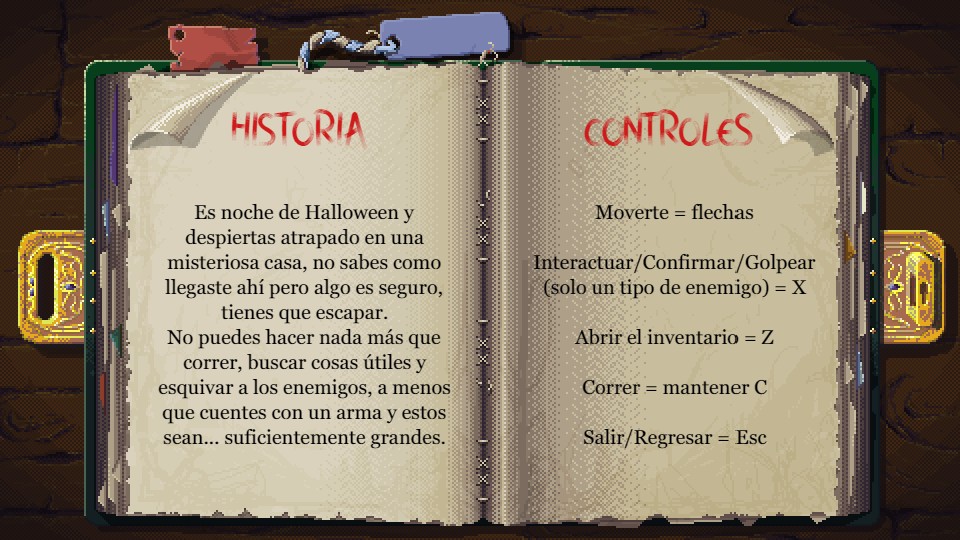 HISTORIA
Es noche de Halloween y
despiertas atrapado en una
misteriosa casa, no sabes como
llegaste ahí pero algo es seguro,
tienes que escapar.
No puedes hacer nada más que
correr, buscar cosas útiles y
esquivar a los enemigos, a menos
que cuentes con un arma y estos
sean... suficientemente grandes.
CONTROLES
Moverte = flechas
Interactuar/Confirmar/Golpear
(solo un tipo de enemigo) = X
Abrir el inventario = Z
Correr = mantener C
Salir/Regresar = Esc